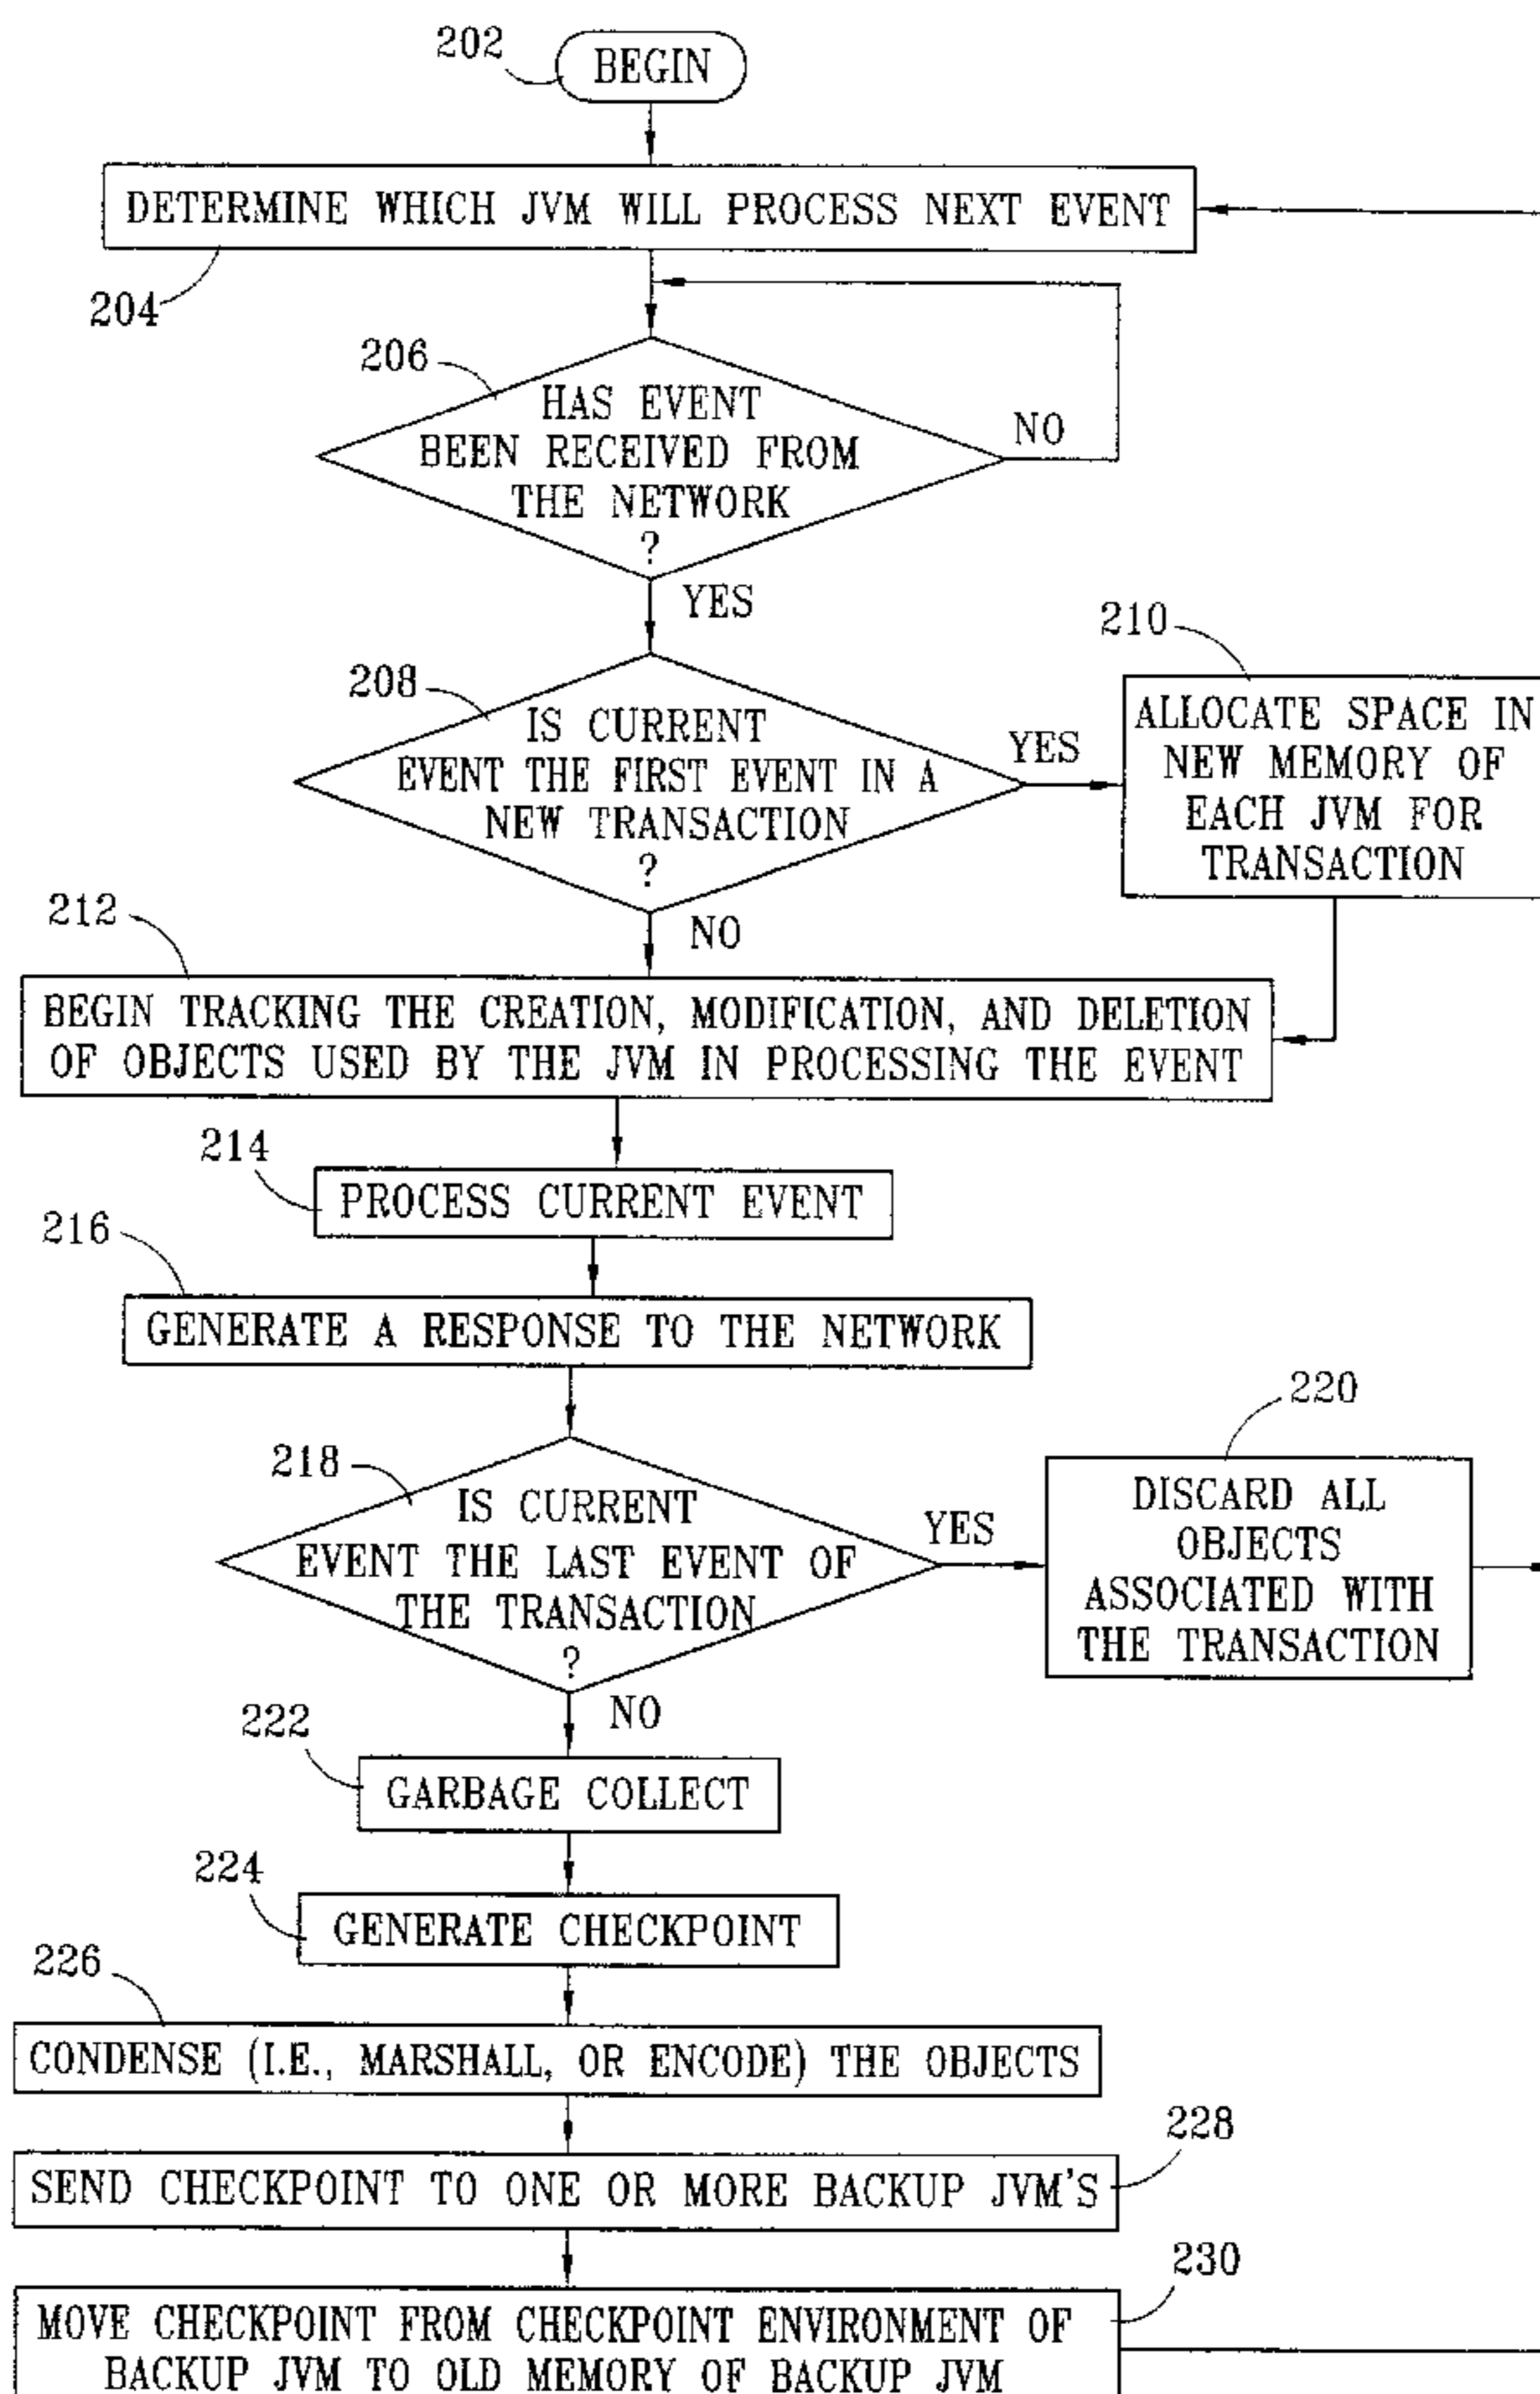 202
BEGIN
DETERMINE WHICH JVM WILL PROCESS NEXT EVENT
204
206
HAS EVENT
BEEN RECEIVED FROM
THE NETWORK
?
NO
YES
208
IS CURRENT
EVENT THE FIRST EVENT IN A
NEW TRANSACTION
?
YES
210
ALLOCATE SPACE IN
NEW MEMORY OF
EACH JVM FOR
TRANSACTION
NO
212
BEGIN TRACKING THE CREATION, MODIFICATION, AND DELETION
OF OBJECTS USED BY THE JVM IN PROCESSING THE EVENT
214
PROCESS CURRENT EVENT
216
GENERATE A RESPONSE TO THE NETWORK
218
IS CURRENT
EVENT THE LAST EVENT OF
THE TRANSACTION
?
YES
220
DISCARD ALL
OBJECTS
ASSOCIATED WITH
THE TRANSACTION
NO
222
GARBAGE COLLECT
224
GENERATE CHECKPOINT
226
CONDENSE (I.E., MARSHALL, OR ENCODE) THE OBJECTS
228
SEND CHECKPOINT TO ONE OR MORE BACKUP JVM'S
230
MOVE CHECKPOINT FROM CHECKPOINT ENVIRONMENT OF
BACKUP JVM TO OLD MEMORY OF BACKUP JVM